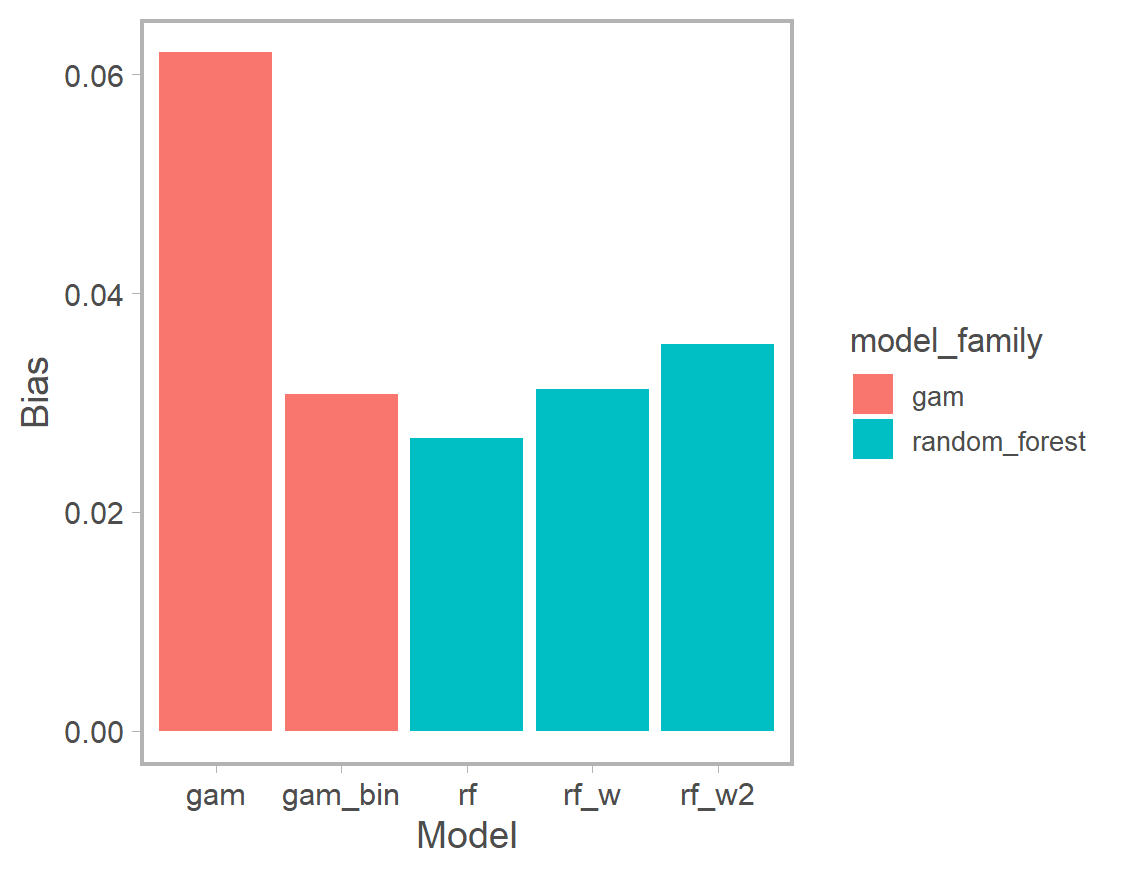 0.06
0.04
0.02
0.00
Bias
gam gam_bin rf rf_w rf_w2
Model
model_family
gam
random_forest